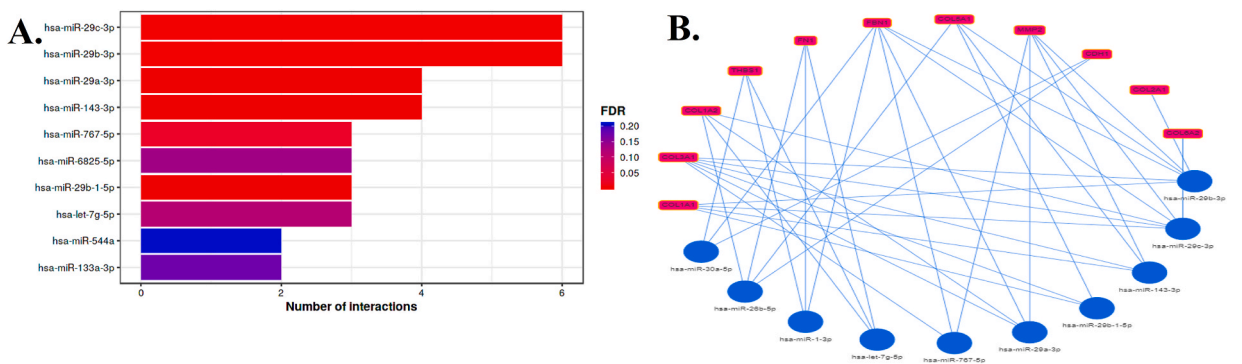 A.
hsa-miR-29c-3p
hsa-miR-29b-3p
hsa-miR-29a-3p
hsa-miR-143-3p
hsa-miR-767-5p
hsa-miR-6825-5p
hsa-miR-29b-1-5p
hsa-let-7g-5p
hsa-miR-544a
hsa-miR-133a-3p
0 2 4 6
Number of interactions
FDR
0.20
0.15
0.10
0.05
B.
FN1
MMP2
CDH1
THBS1
COL1A2
hsa-miR-29b-3p
hsa-miR-29c-3p
hsa-miR-30a-5p
hsa-miR-143-3p
hsa-miR-26b-5p
hsa-miR-29b-1-5p
hsa-miR-1-3p
hsa-miR-29a-3p
hsa-let-7g-5p
hsa-miR-767-5p